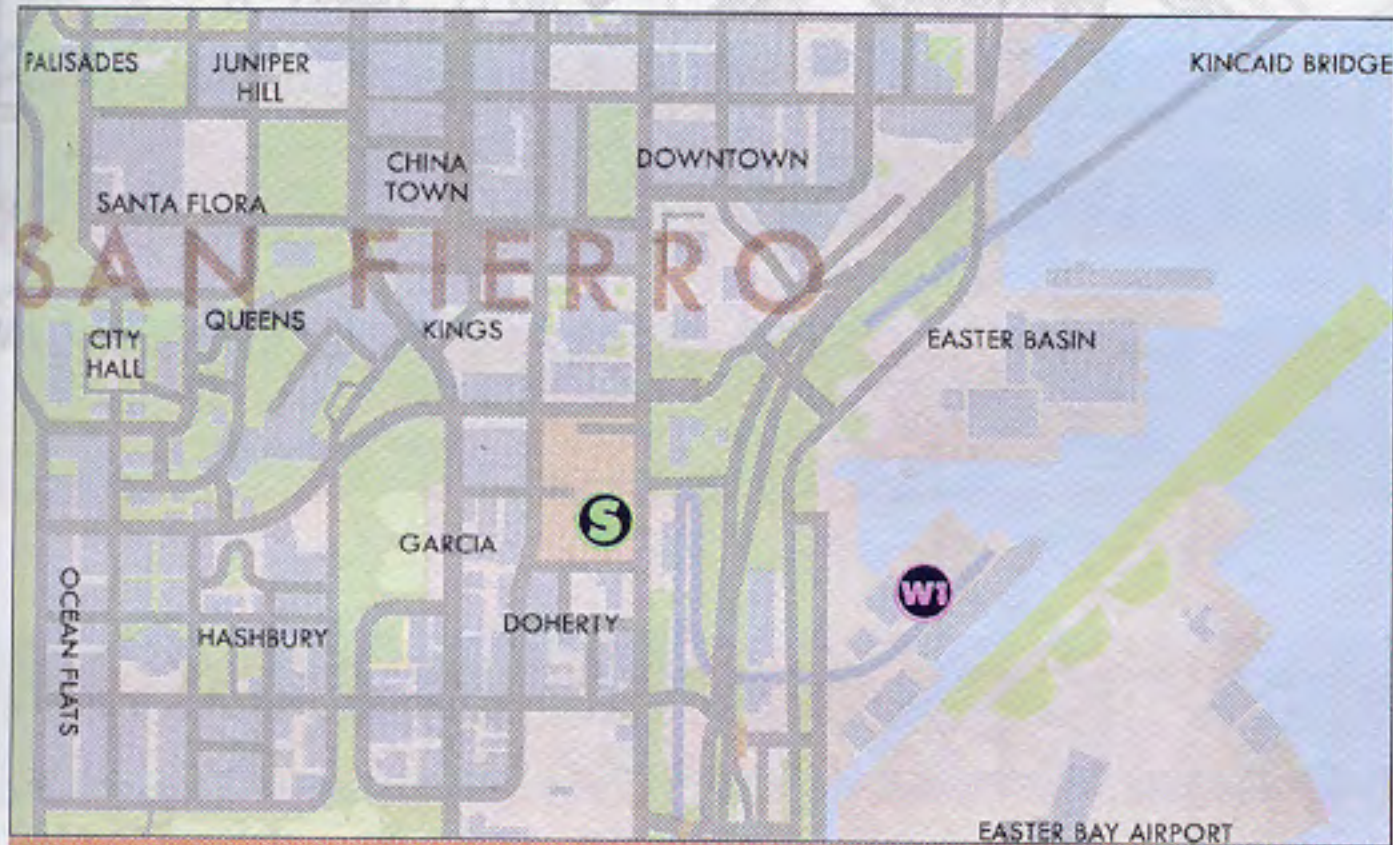 PALISADES
JUNIPER
HILL
KINCAID BRIDGE
CHINA
TOWN
DOWNTOWN
SANTA FLORA
SAN FIERRO
QUEENS
KINGS
CITY
HALL
EASTER BASIN
S
GARCIA
W1
OCEAN FLATS
HASHBURY
DOHERTY
EASTER BAY AIRPORT